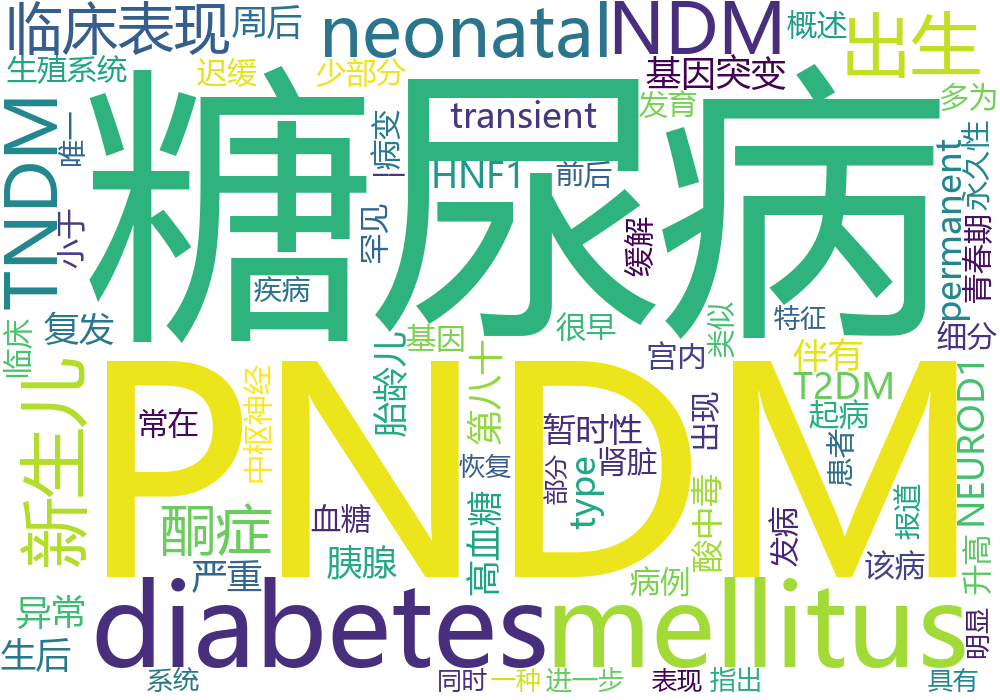 临床表现
周后
neonatal
NDM
概述
出生
生殖系统
迟缓
少部分
基因突变
发育
多为
TNDM
唯一
小于
糖尿病
病变
transient
HNF1
前后
罕见
缓解
疾病
permanent
永久性
青春期
临床
复发
基因
很早
宫内
类似
特征
细分
伴有
T2DM
新生儿
PNDM
常在
中枢神经
胎龄儿
第八十
暂时性
肾脏
出现
起病
患者
NEUROD1
恢复
部分
type
酮症
血糖
高血糖
酸中毒
发病
报道
严重
胰腺
病例
该病
升高
异常
diabetes
mellitus
明显
生后
系统
同时
一种
进一步
表现
指出
具有